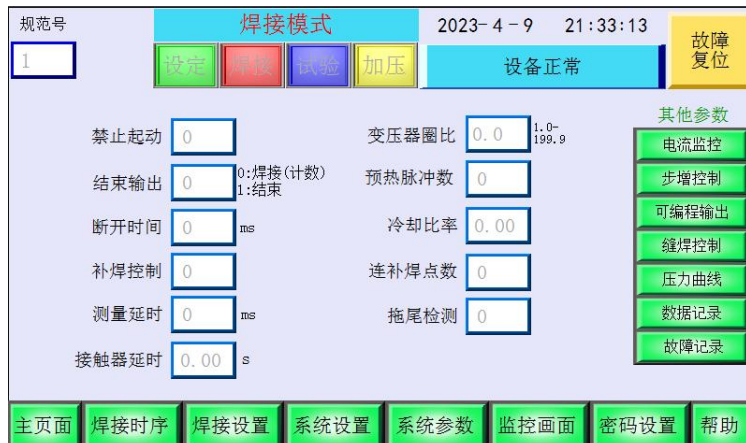 规范号
焊接模式
2023-4-9 21:33:13
故障
复位
1
设定
焊接
试验
加压
设备正常
其他参数
禁止起动 0
变压器圈比 0.0 1.0-
199.9
电流监控
结束输出 0 0:焊接(计数)
1:结束
预热脉冲数 0
步增控制
断开时间 0 ms
冷却比率 0.00
可编程输出
缝焊控制
补焊控制 0
连补焊点数 0
压力曲线
测量延时 0 ms
拖尾检测 0
数据记录
接触器延时 0.00 s
故障记录
主页面 焊接时序 焊接设置 系统设置 系统参数 监控画面 密码设置 帮助